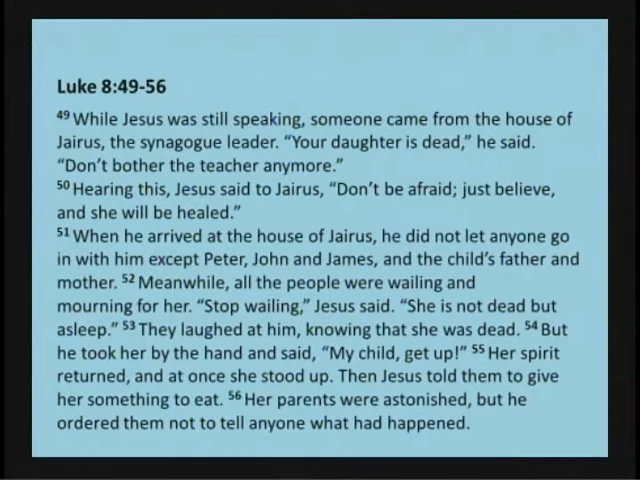 Luke 8:49-56
49 While Jesus was still speaking, someone came from the house of
Jairus, the synagogue leader. “Your daughter is dead,” he said.
“Don’t bother the teacher anymore.”
50 Hearing this, Jesus said to Jairus, “Don’t be afraid; just believe,
and she will be healed.”
51 When he arrived at the house of Jairus, he did not let anyone go
in with him except Peter, John and James, and the child’s father and
mother. 52 Meanwhile, all the people were wailing and
mourning for her. “Stop wailing,” Jesus said. “She is not dead but
asleep.” 53 They laughed at him, knowing that she was dead. 54 But
he took her by the hand and said, “My child, get up!” 55 Her spirit
returned, and at once she stood up. Then Jesus told them to give
her something to eat. 56 Her parents were astonished, but he
ordered them not to tell anyone what had happened.